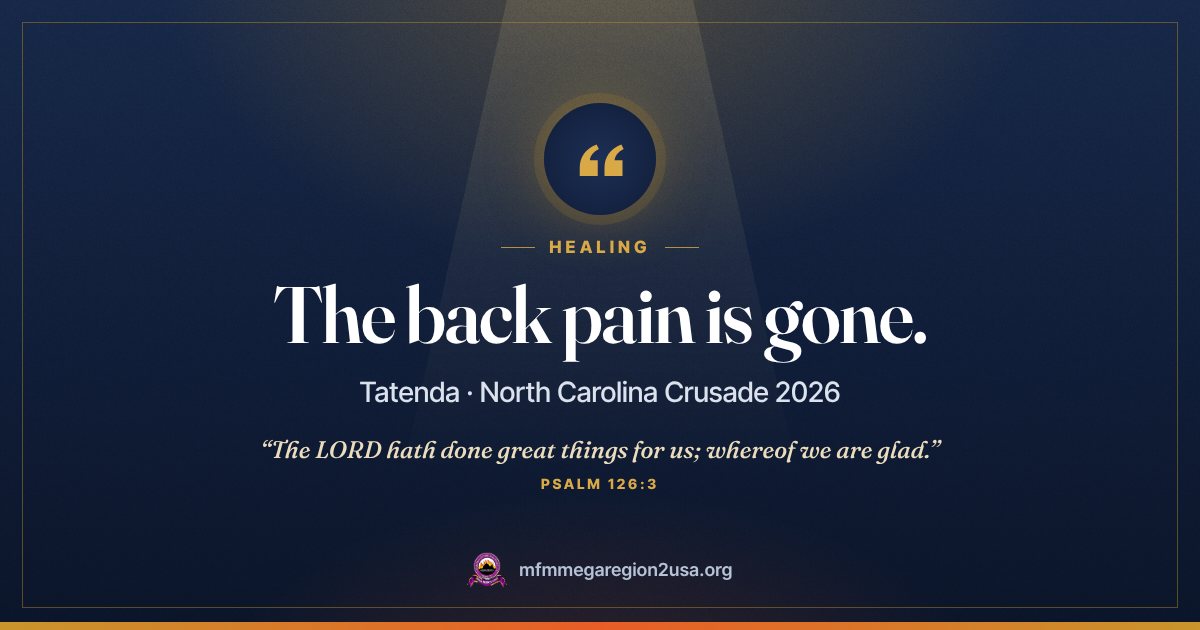 HEALING
The back pain is gone.
Tatenda · North Carolina Crusade 2026
“The LORD hath done great things for us; whereof we are glad.”
PSALM 126:3
mfmmegaregion2usa.org